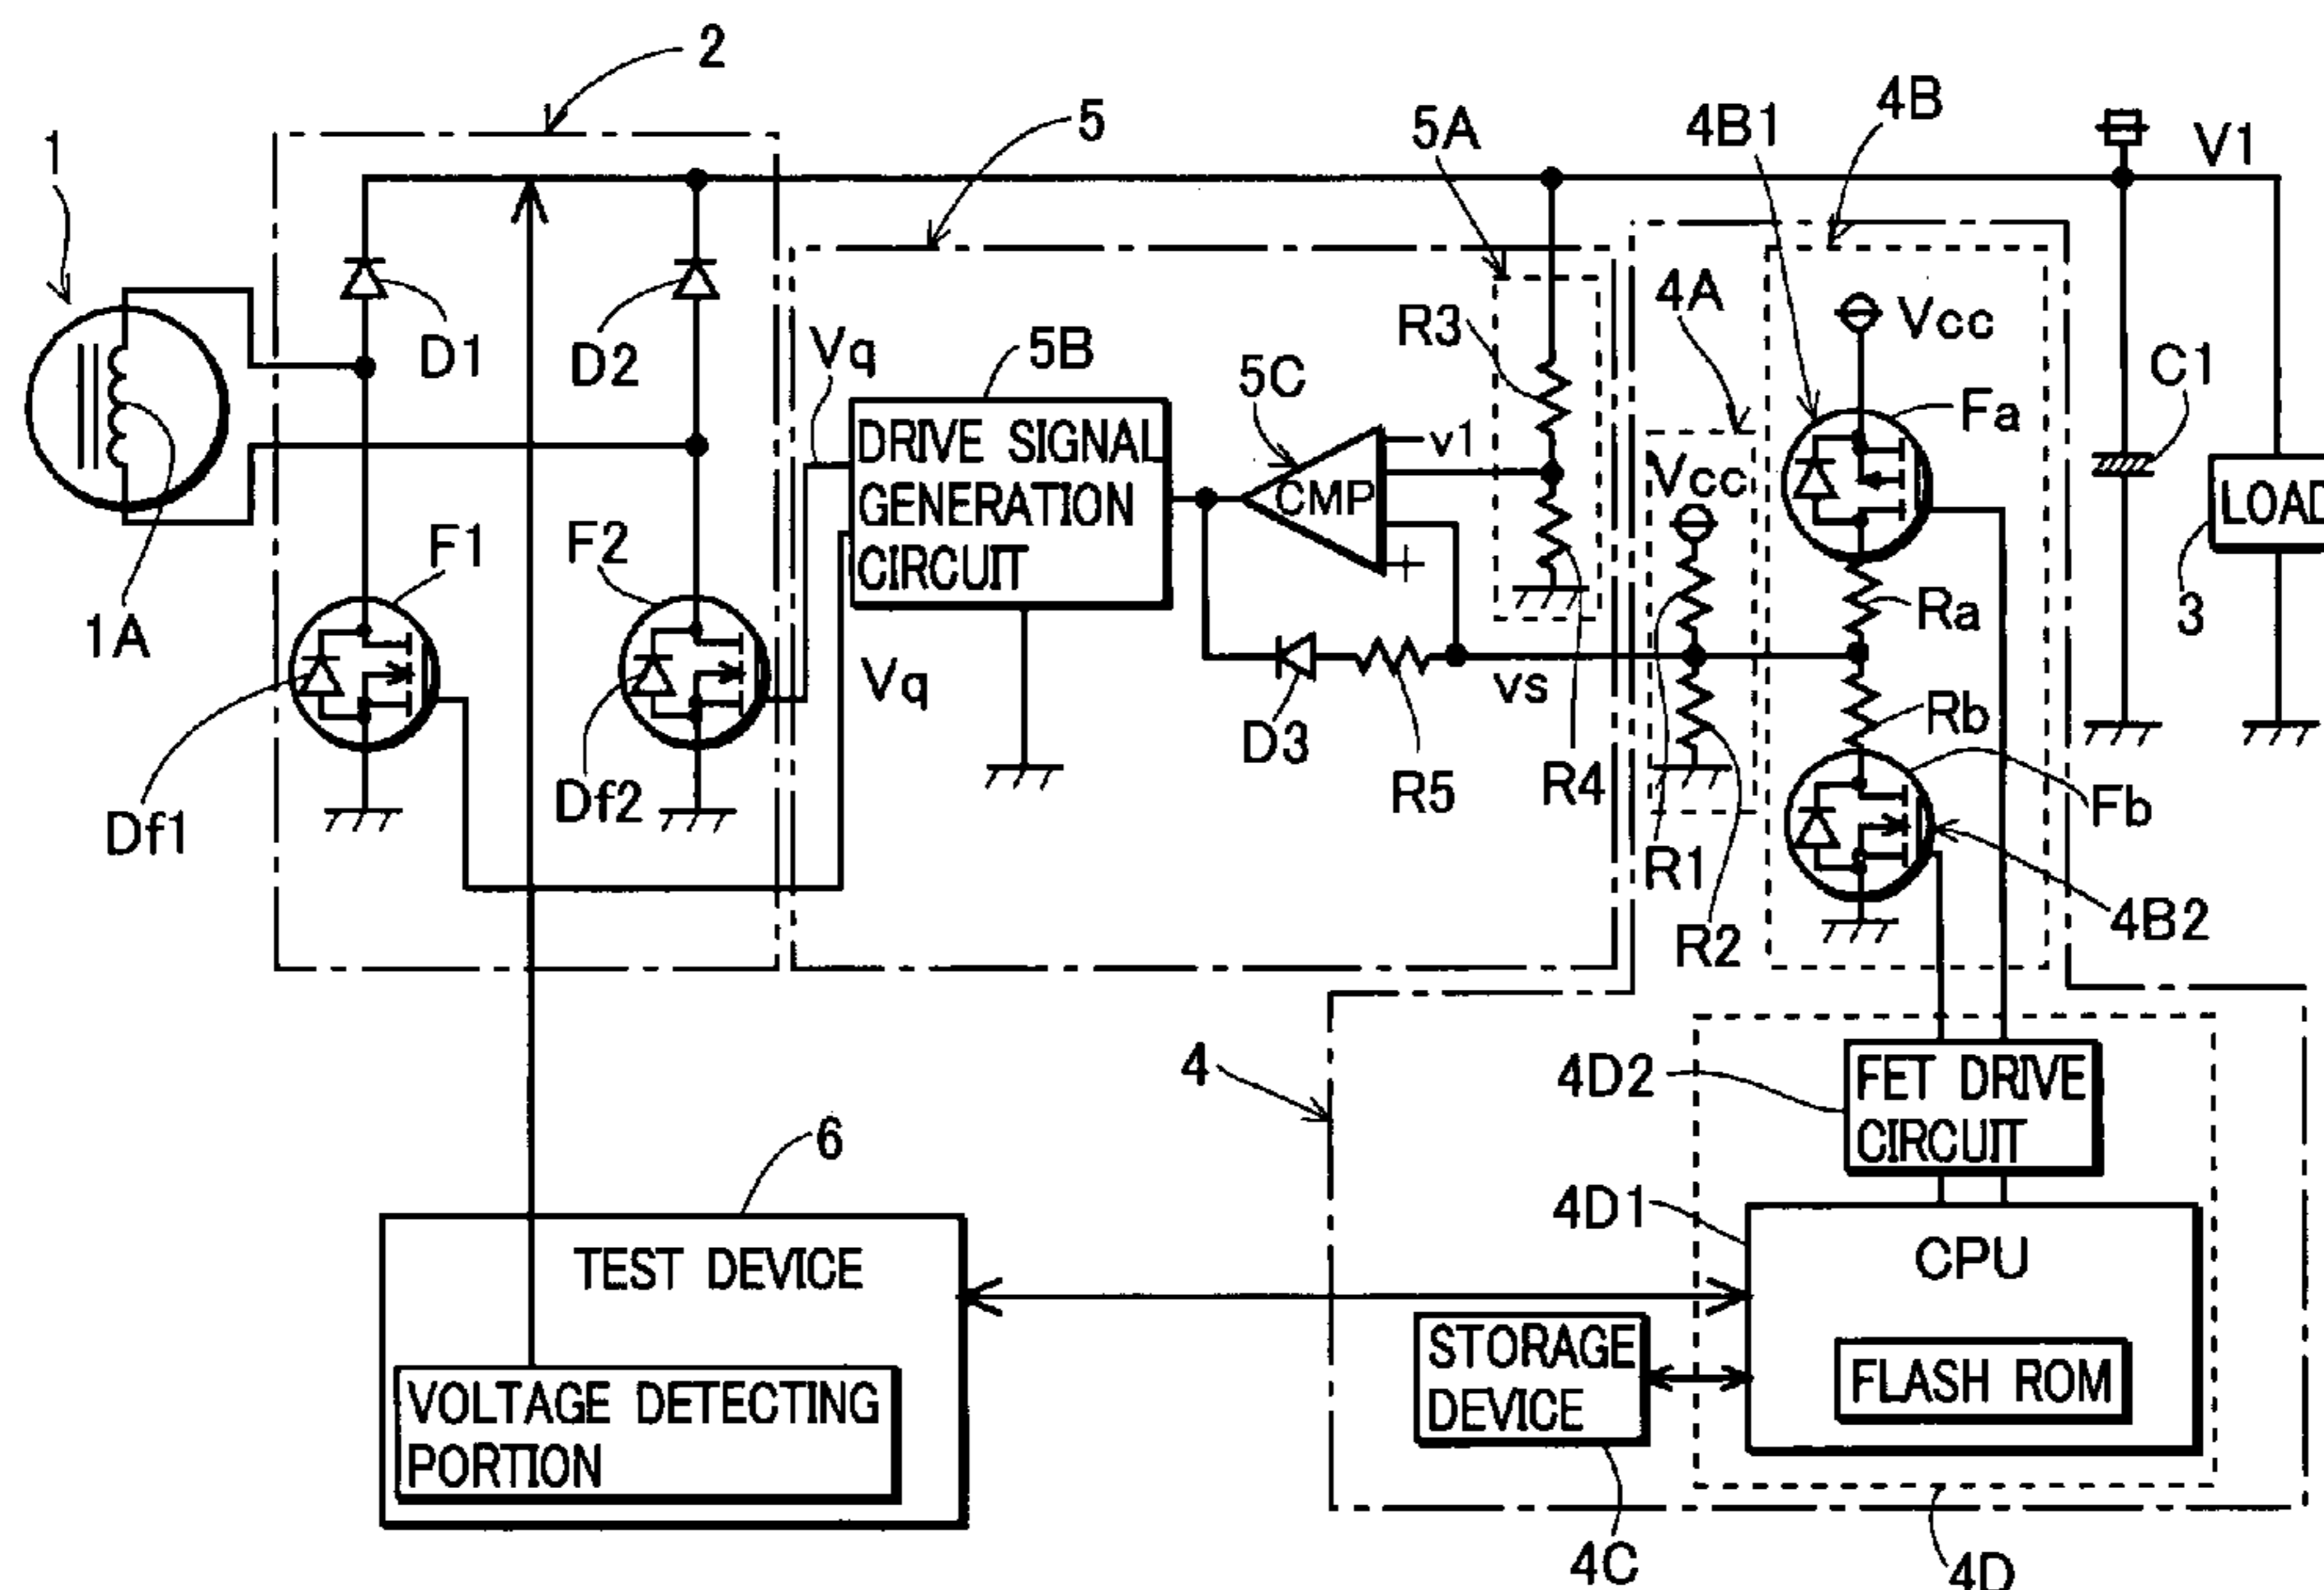 2
1
5
5A
4B1
4B
V1
4A
R3
Vcc
D1
D2
Vq
5B
5C
v1
C1
Fa
DRIVE SIGNAL
GENERATION
CIRCUIT
CMP
Vcc
LOAD
F1
F2
+
1A
Ra
3
Vq
vs
D3
Rb
R5
R4
Df1
Df2
Fb
R1
R2
4B2
4
4D2
FET DRIVE
CIRCUIT
6
4D1
TEST DEVICE
CPU
STORAGE
DEVICE
FLASH ROM
VOLTAGE DETECTING
PORTION
4C
4D